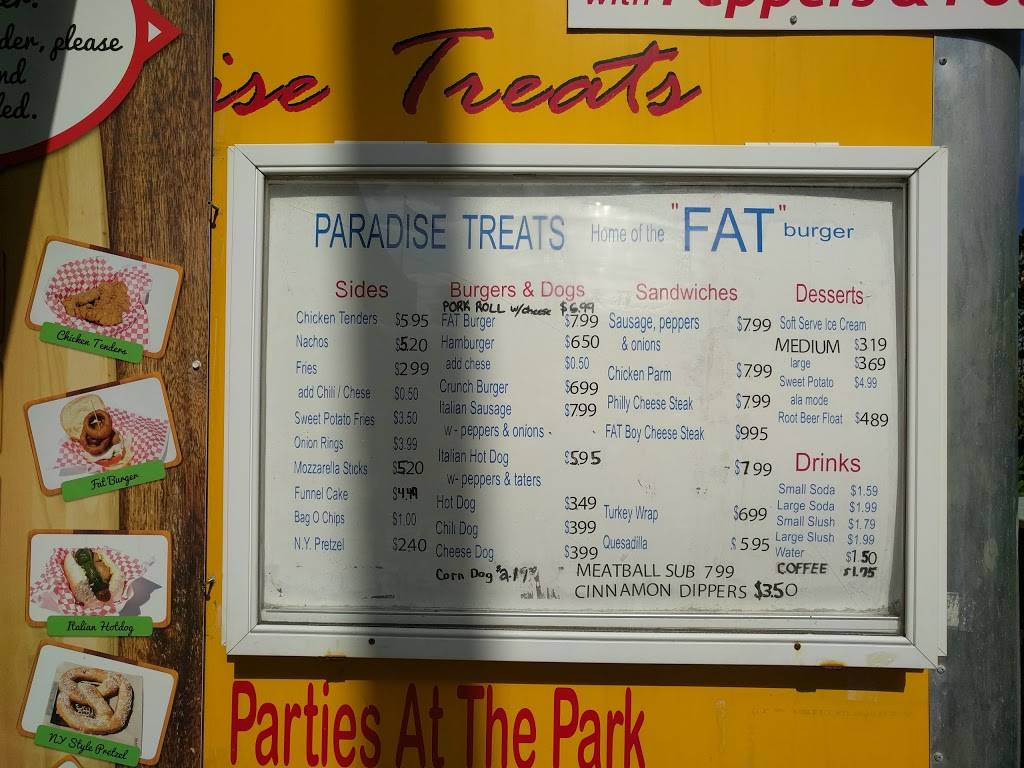 der, please
nd
ed.
with Peppers & Po
ise Treats
PARADISE TREATS Home of the "FAT" burger
Sides
Chicken Tenders $5.95
Nachos $5.20
Fries $2.99
add Chili / Chese $0.50
Sweet Potato Fries $3.50
Onion Rings $3.99
Mozzarella Sticks $5.20
Funnel Cake $4.49
Bag O Chips $1.00
N.Y. Pretzel $2.40
Burgers & Dogs
PORK ROLL w/cheese $6.99
FAT Burger $7.99
Hamburger $6.50
add chese $0.50
Crunch Burger $6.99
Italian Sausage $7.99
w - peppers & onions -
Italian Hot Dog $5.95
w- peppers & taters
Hot Dog $3.49
Chili Dog $3.99
Cheese Dog $3.99
Corn Dog $2.19
Sandwiches
Sausage, peppers $7.99
& onions
Chicken Parm $7.99
Philly Cheese Steak $7.99
FAT Boy Cheese Steak $9.95
- $7.99
Turkey Wrap $6.99
Quesadilla $5.95
MEATBALL SUB 7.99
CINNAMON DIPPERS $3.50
Desserts
Soft Serve Ice Cream
MEDIUM $3.19
large $3.69
Sweet Potato $4.99
ala mode
Root Beer Float $4.89
Drinks
Small Soda $1.59
Large Soda $1.99
Small Slush $1.79
Large Slush $1.99
Water $1.50
COFFEE $1.75
Chicken Tenders
Fat Burger
Italian Hotdog
N.Y Style Pretzel
Parties At The Park